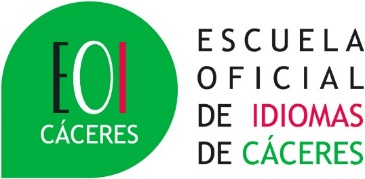 EOI
CÁCERES
ESCUELA
OFICIAL
DE IDIOMAS
DE CÁCERES